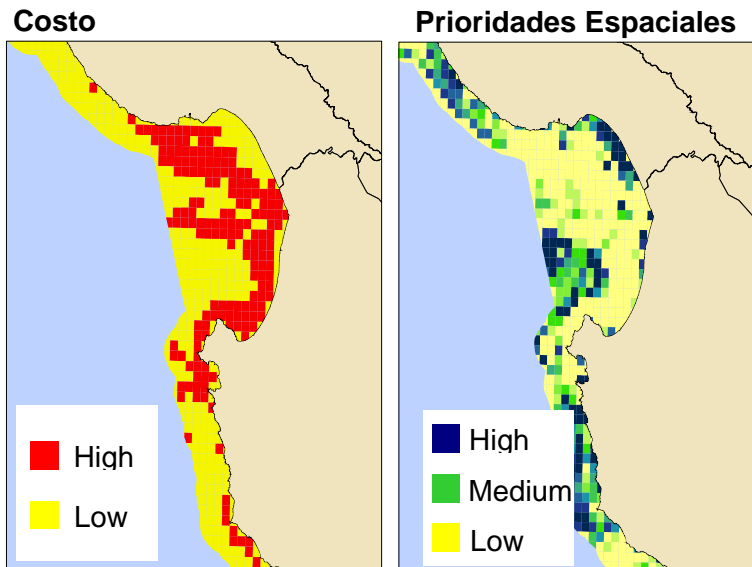 Costo
High
Low
Prioridades Espaciales
High
Medium
Low